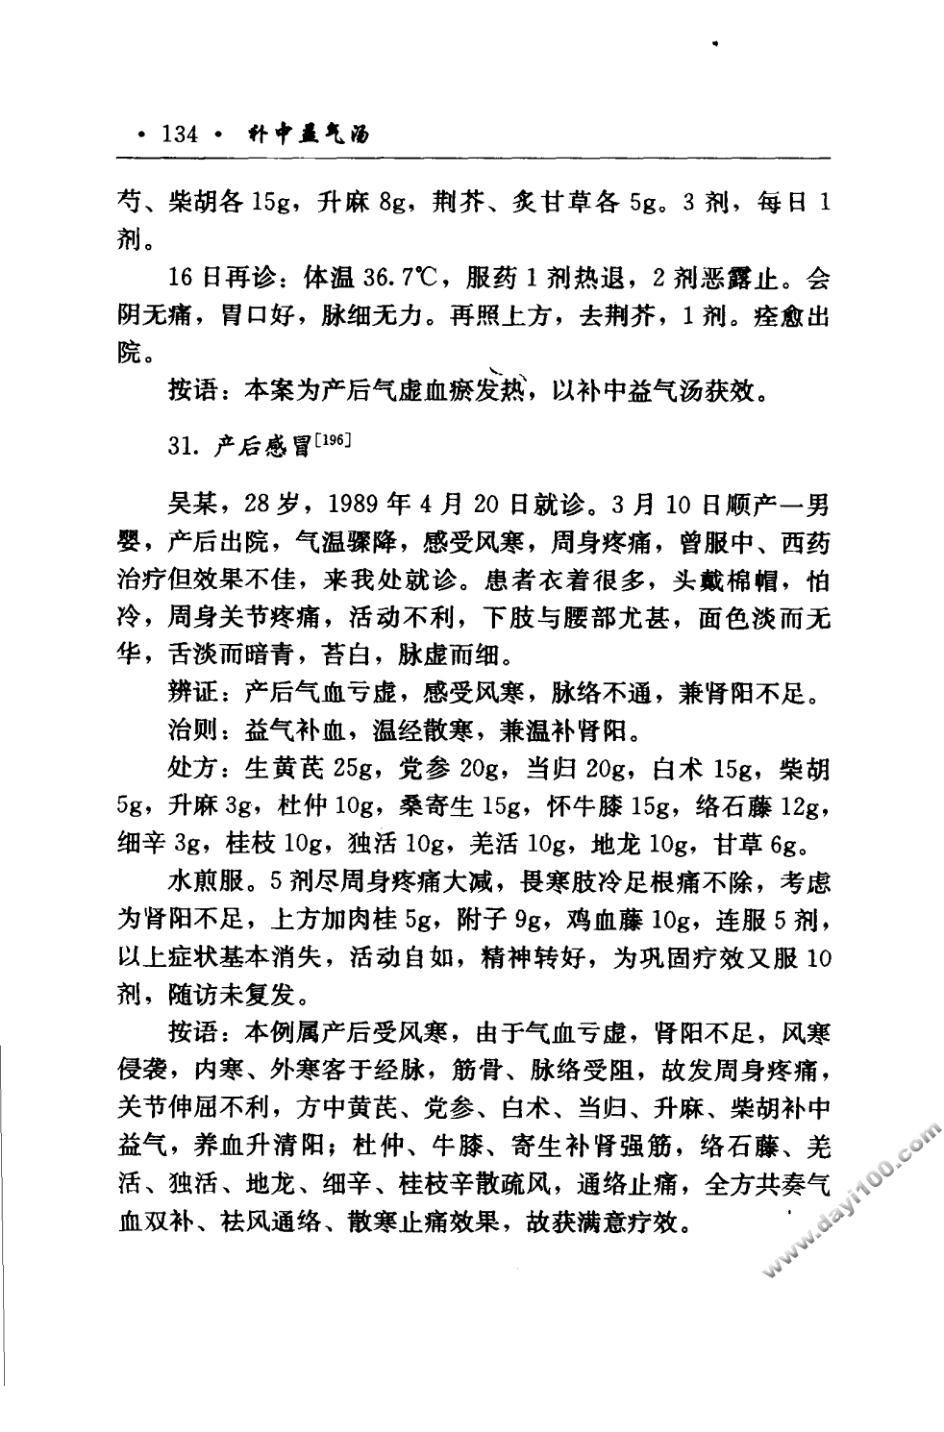 · 134 · 补中益气汤
芍、柴胡各 15g，升麻 8g，荆芥、炙甘草各 5g。3 剂，每日 1
剂。
16 日再诊：体温 36.7℃，服药 1 剂热退，2 剂恶露止。会
阴无痛，胃口好，脉细无力。再照上方，去荆芥，1 剂。痊愈出
院。
按语：本案为产后气虚血瘀发热，以补中益气汤获效。
31. 产后感冒[196]
吴某，28 岁，1989 年 4 月 20 日就诊。3 月 10 日顺产一男
婴，产后出院，气温骤降，感受风寒，周身疼痛，曾服中、西药
治疗但效果不佳，来我处就诊。患者衣着很多，头戴棉帽，怕
冷，周身关节疼痛，活动不利，下肢与腰部尤甚，面色淡而无
华，舌淡而暗青，苔白，脉虚而细。
辨证：产后气血亏虚，感受风寒，脉络不通，兼肾阳不足。
治则：益气补血，温经散寒，兼温补肾阳。
处方：生黄芪 25g，党参 20g，当归 20g，白术 15g，柴胡
5g，升麻 3g，杜仲 10g，桑寄生 15g，怀牛膝 15g，络石藤 12g，
细辛 3g，桂枝 10g，独活 10g，羌活 10g，地龙 10g，甘草 6g。
水煎服。5 剂尽周身疼痛大减，畏寒肢冷足根痛不除，考虑
为肾阳不足，上方加肉桂 5g，附子 9g，鸡血藤 10g，连服 5 剂，
以上症状基本消失，活动自如，精神转好，为巩固疗效又服 10
剂，随访未复发。
按语：本例属产后受风寒，由于气血亏虚，肾阳不足，风寒
侵袭，内寒、外寒客于经脉，筋骨、脉络受阻，故发周身疼痛，
关节伸屈不利，方中黄芪、党参、白术、当归、升麻、柴胡补中
益气，养血升清阳；杜仲、牛膝、寄生补肾强筋，络石藤、羌
活、独活、地龙、细辛、桂枝辛散疏风，通络止痛，全方共奏气
血双补、祛风通络、散寒止痛效果，故获满意疗效。
www.dayi100.com